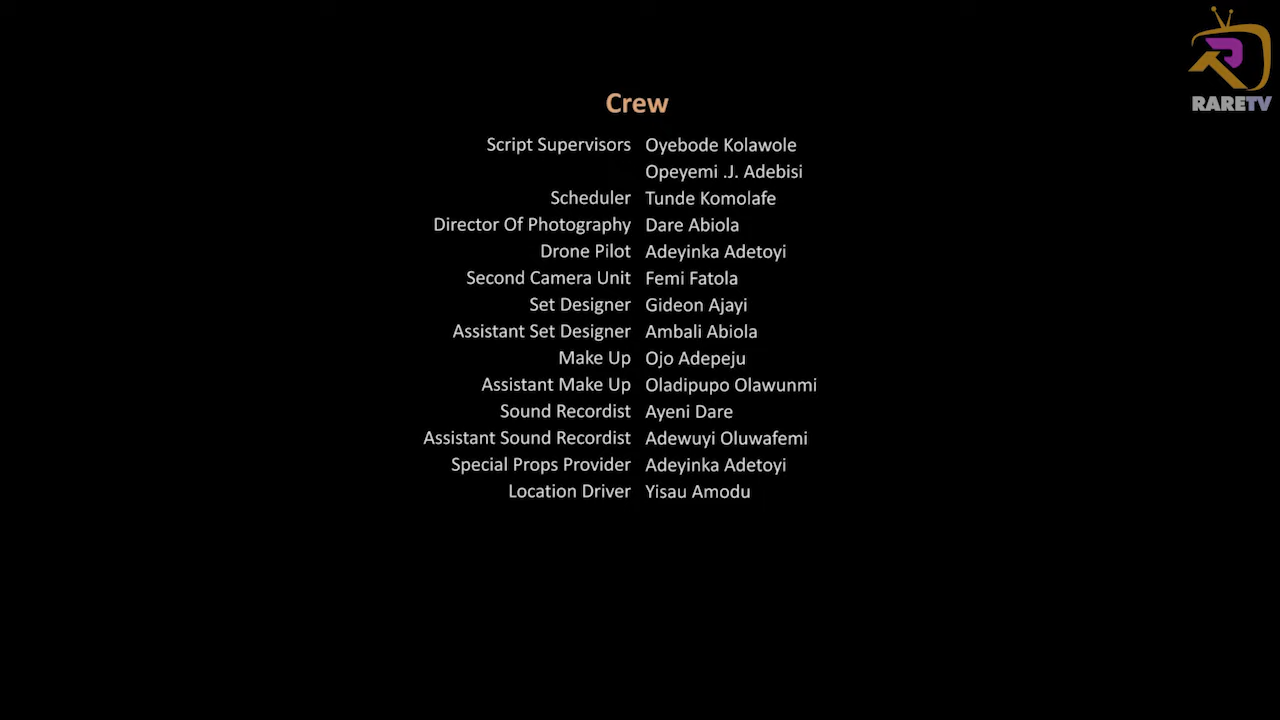 RARETV
Crew
Script Supervisors Oyebode Kolawole
Opeyemi .J. Adebisi
Scheduler Tunde Komolafe
Director Of Photography Dare Abiola
Drone Pilot Adeyinka Adetoyi
Second Camera Unit Femi Fatola
Set Designer Gideon Ajayi
Assistant Set Designer Ambali Abiola
Make Up Ojo Adepeju
Assistant Make Up Oladipupo Olawunmi
Sound Recordist Ayeni Dare
Assistant Sound Recordist Adewuyi Oluwafemi
Special Props Provider Adeyinka Adetoyi
Location Driver Yisau Amodu